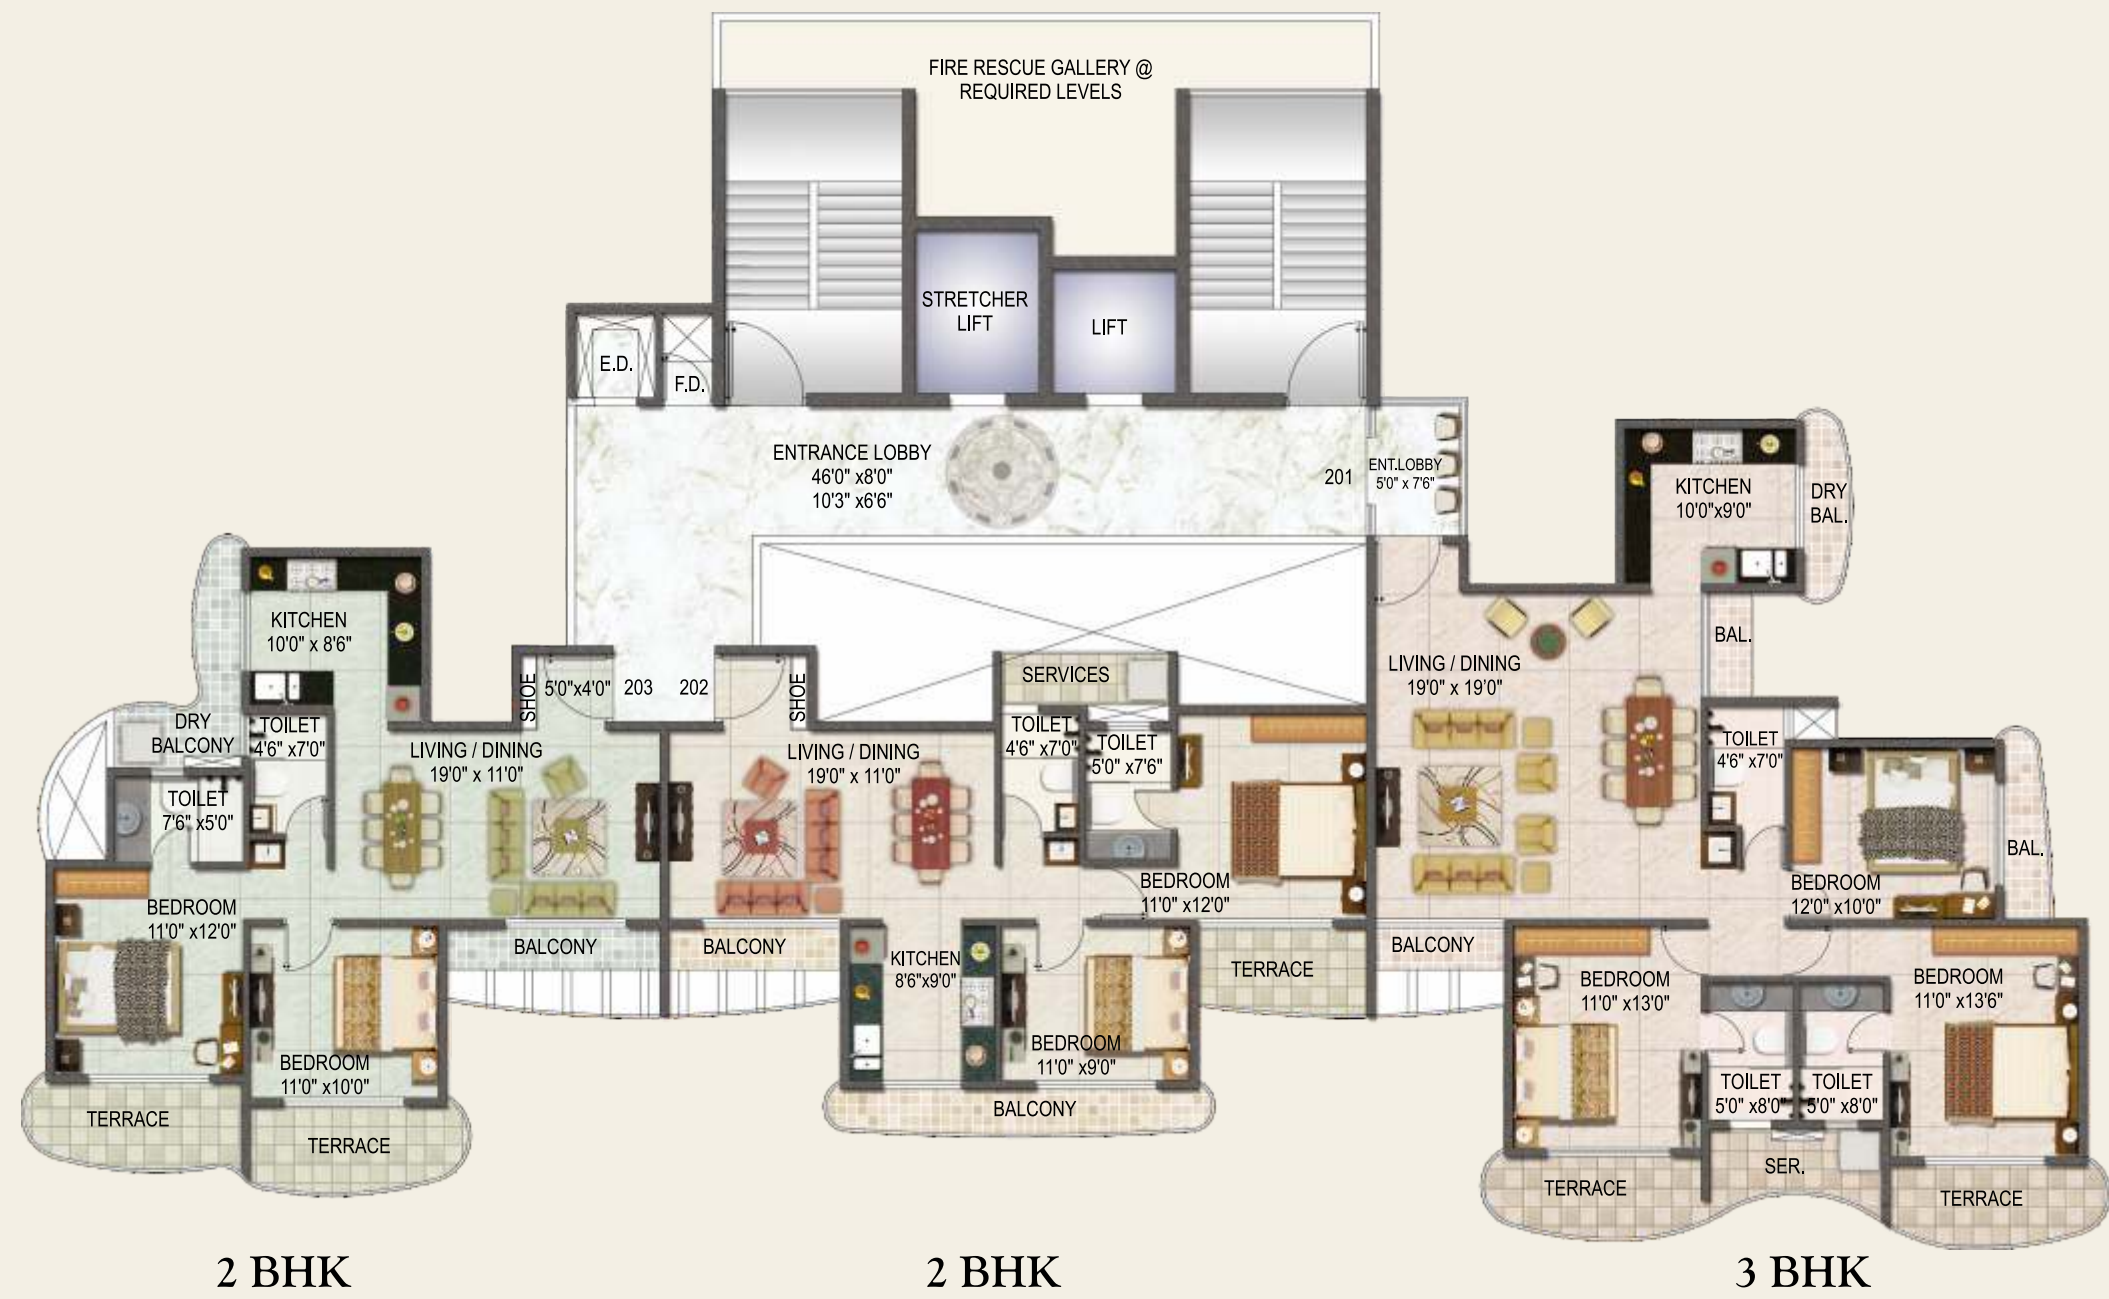 FIRE RESCUE GALLERY @
REQUIRED LEVELS
STRETCHER
LIFT
LIFT
E.D.
F.D.
ENTRANCE LOBBY
46'0" x8'0"
10'3" x6'6"
201
ENT.LOBBY
5'0" x 7'6"
KITCHEN
10'0"x9'0"
DRY
BAL.
BAL.
LIVING / DINING
19'0" x 19'0"
TOILET
4'6" x7'0"
BEDROOM
12'0" x10'0"
BAL.
BALCONY
BEDROOM
11'0" x13'0"
BEDROOM
11'0" x13'6"
TOILET
5'0" x8'0"
TOILET
5'0" x8'0"
SER.
TERRACE
TERRACE
KITCHEN
10'0" x 8'6"
SHOE
5'0"x4'0"
203
202
SHOE
DRY
BALCONY
TOILET
4'6" x7'0"
LIVING / DINING
19'0" x 11'0"
TOILET
7'6" x5'0"
BEDROOM
11'0" x12'0"
BALCONY
BEDROOM
11'0" x10'0"
TERRACE
TERRACE
LIVING / DINING
19'0" x 11'0"
SERVICES
TOILET
4'6" x7'0"
TOILET
5'0" x7'6"
BEDROOM
11'0" x12'0"
BALCONY
KITCHEN
8'6"x9'0"
TERRACE
BEDROOM
11'0" x9'0"
BALCONY
2 BHK
2 BHK
3 BHK